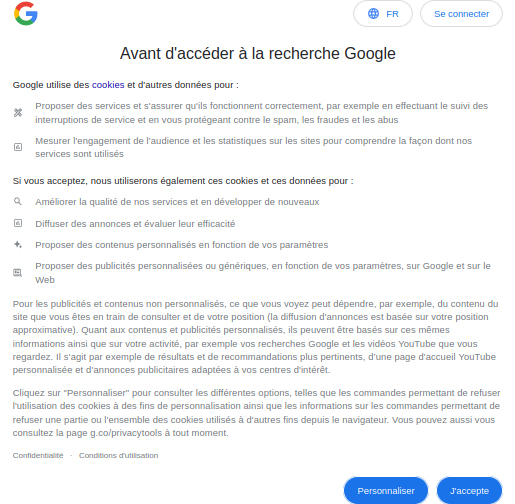 FR
Se connecter
Avant d'accéder à la recherche Google
Google utilise des cookies et d'autres données pour :
Proposer des services et s'assurer qu'ils fonctionnent correctement, par exemple en effectuant le suivi des
interruptions de service et en vous protégeant contre le spam, les fraudes et les abus
Mesurer l'engagement de l'audience et les statistiques sur les sites pour comprendre la façon dont nos
services sont utilisés
Si vous acceptez, nous utiliserons également ces cookies et ces données pour :
Améliorer la qualité de nos services et en développer de nouveaux
Diffuser des annonces et évaluer leur efficacité
Proposer des contenus personnalisés en fonction de vos paramètres
Proposer des publicités personnalisées ou génériques, en fonction de vos paramètres, sur Google et sur le
Web
Pour les publicités et contenus non personnalisés, ce que vous voyez peut dépendre, par exemple, du contenu du
site que vous êtes en train de consulter et de votre position (la diffusion d'annonces est basée sur votre position
approximative). Quant aux contenus et publicités personnalisés, ils peuvent être basés sur ces mêmes
informations ainsi que sur votre activité, par exemple vos recherches Google et les vidéos YouTube que vous
regardez. Il s'agit par exemple de résultats et de recommandations plus pertinents, d'une page d'accueil YouTube
personnalisée et d'annonces publicitaires adaptées à vos centres d'intérêt.
Cliquez sur "Personnaliser" pour consulter les différentes options, telles que les commandes permettant de refuser
l'utilisation des cookies à des fins de personnalisation ainsi que les informations sur les commandes permettant de
refuser une partie ou l'ensemble des cookies utilisés à d'autres fins depuis le navigateur. Vous pouvez aussi vous
consultez la page g.co/privacytools à tout moment.
Confidentialité · Conditions d'utilisation
Personnaliser
J'accepte